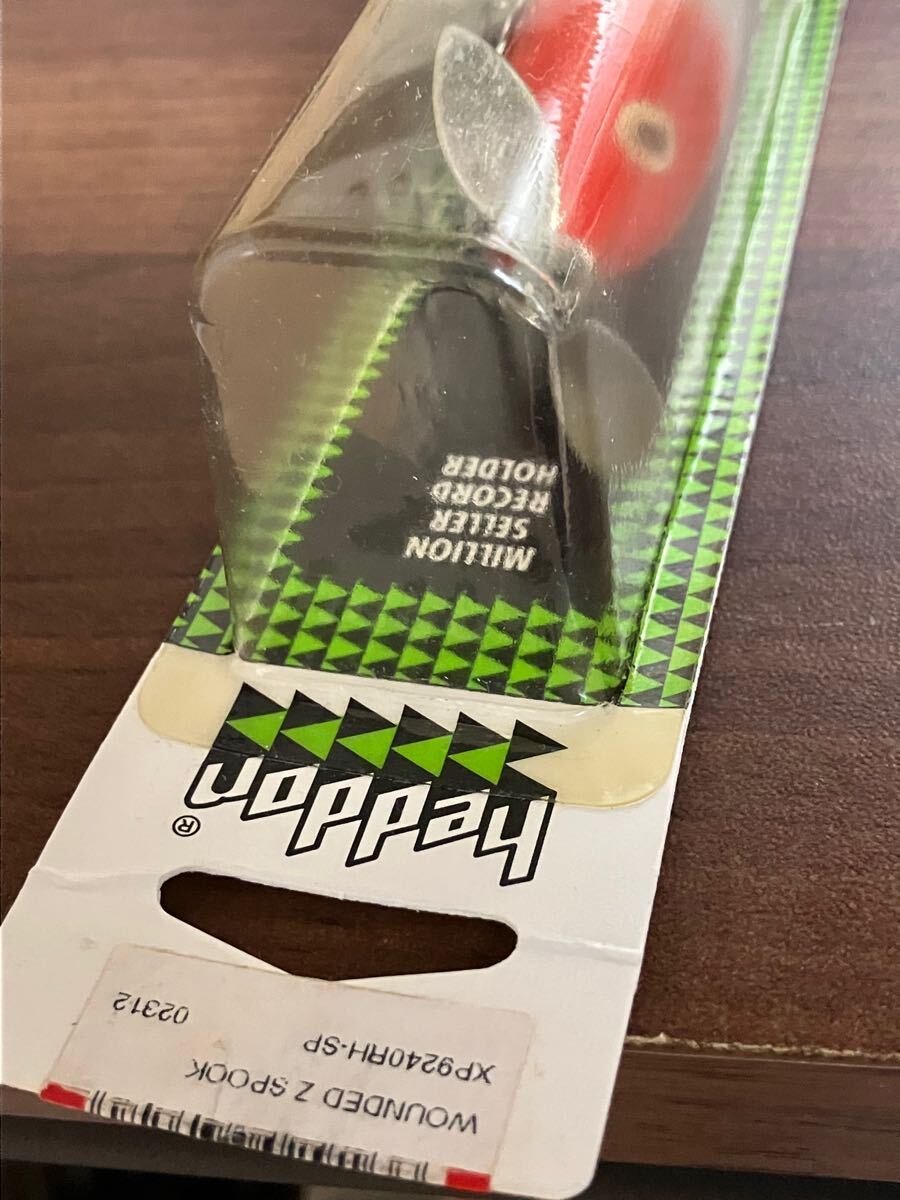 WOUNDED Z SPOOK
XP9240RH-SP
02312
heddon®
MILLION
SELLER
RECORD
HOLDER